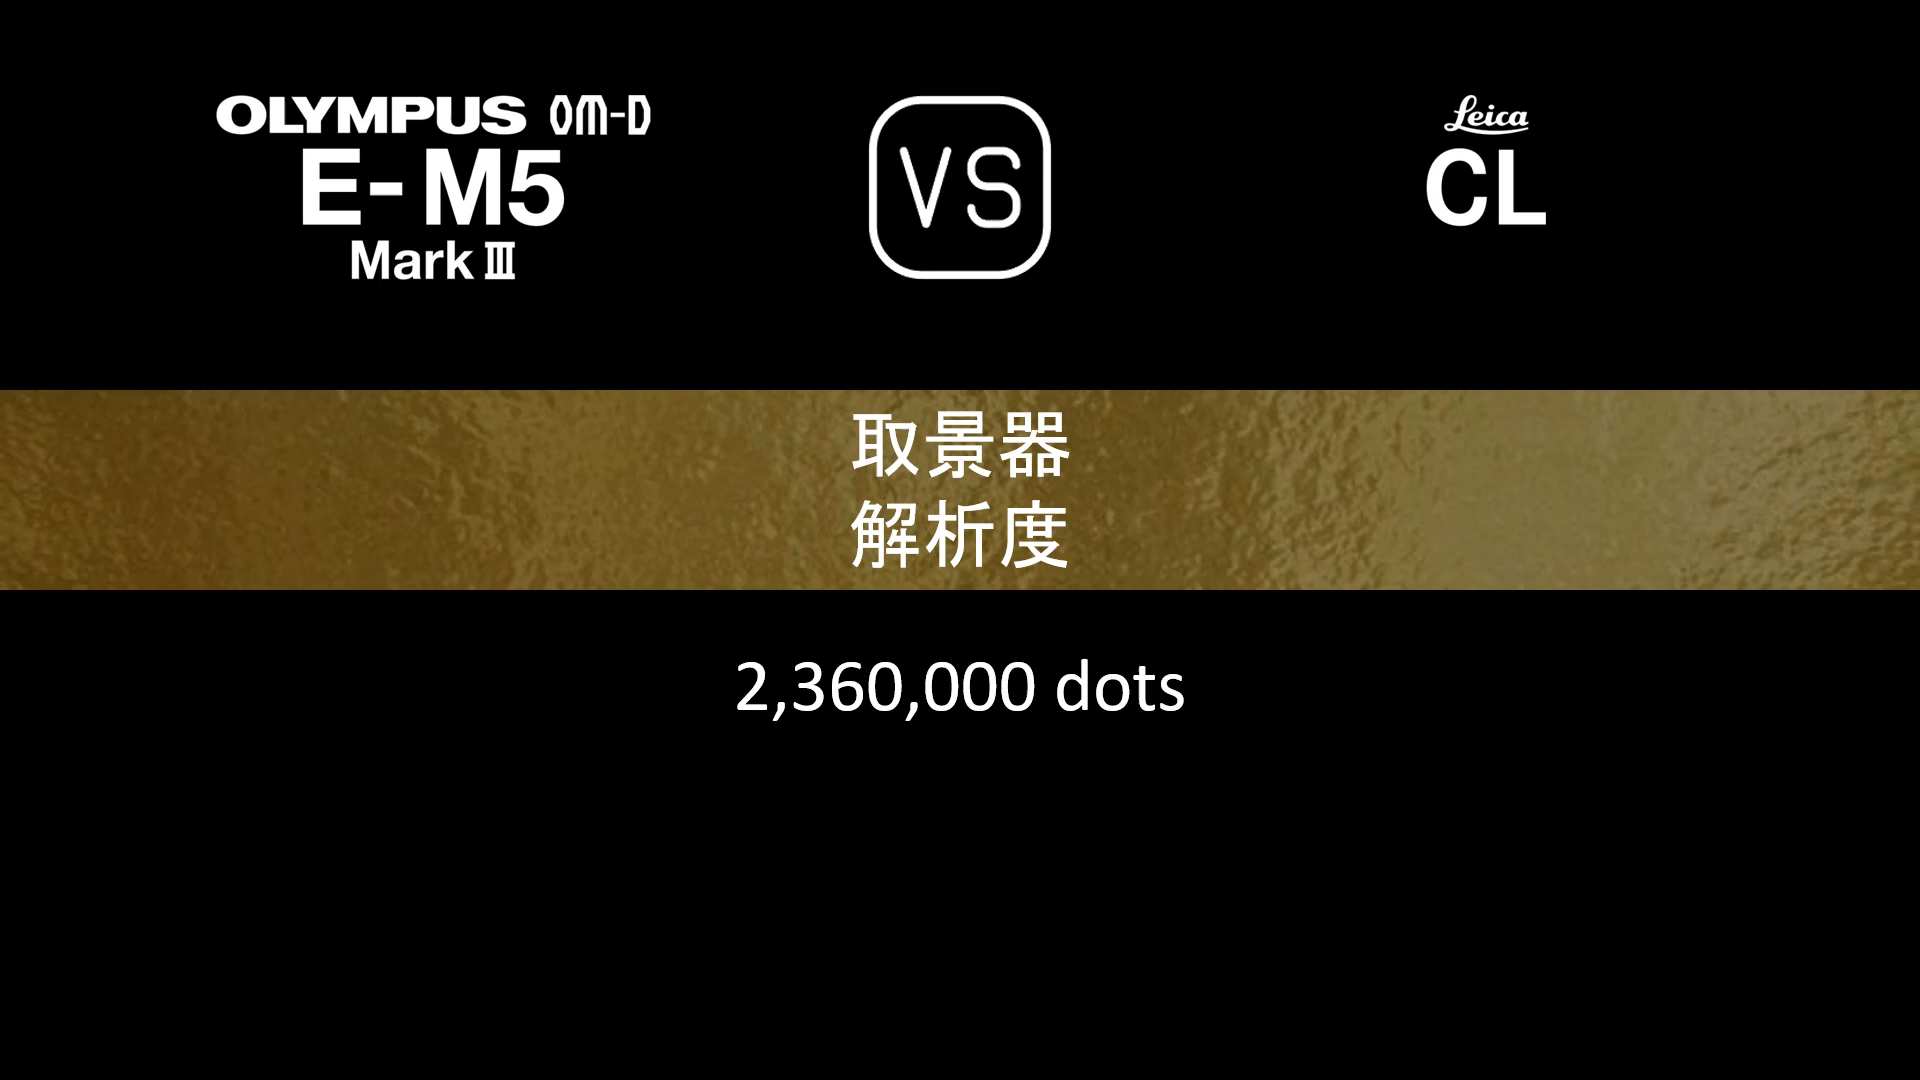 OLYMPUS OM-D
E-M5
Mark III
VS
Leica
CL
取景器
解析度
2,360,000 dots